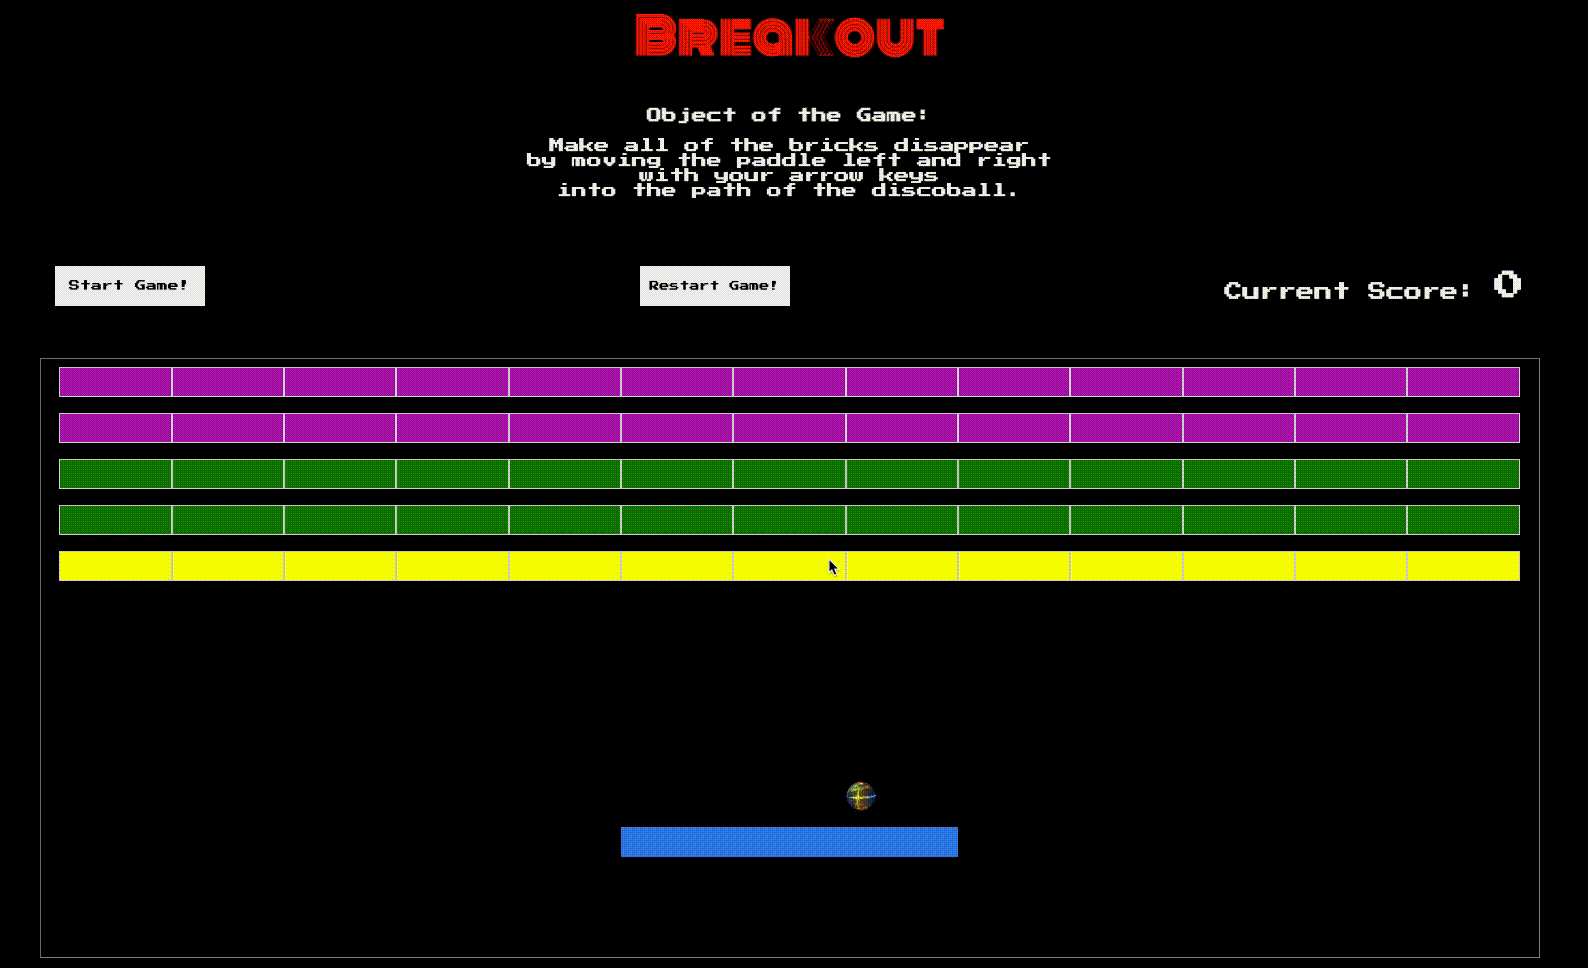 Breakout
Object of the Game:
Make all of the bricks disappear
by moving the paddle left and right
with your arrow keys
into the path of the discoball.
Start Game!
Restart Game!
Current Score: 0